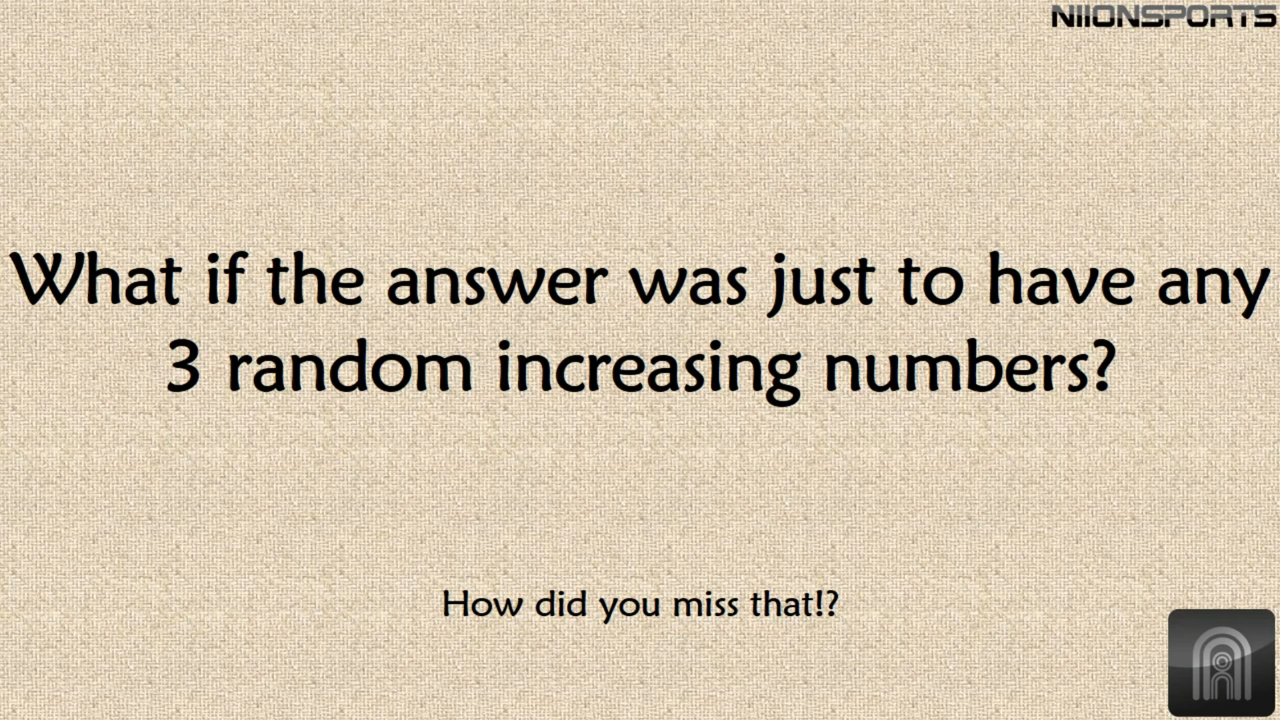 NIIONSPORTS
What if the answer was just to have any
3 random increasing numbers?
How did you miss that!?